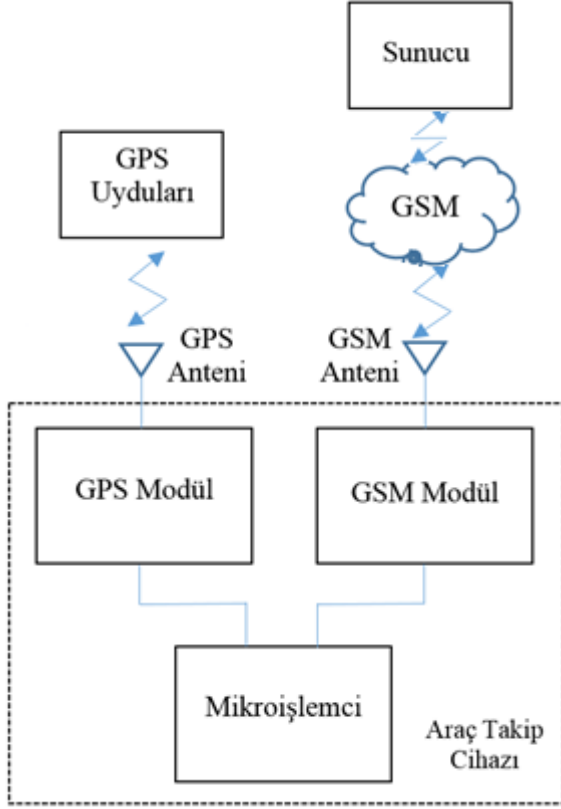 Sunucu
GPS
Uyduları
GSM
GPS
Anteni
GSM
Anteni
GPS Modül
GSM Modül
Mikroişlemci
Araç Takip
Cihazı